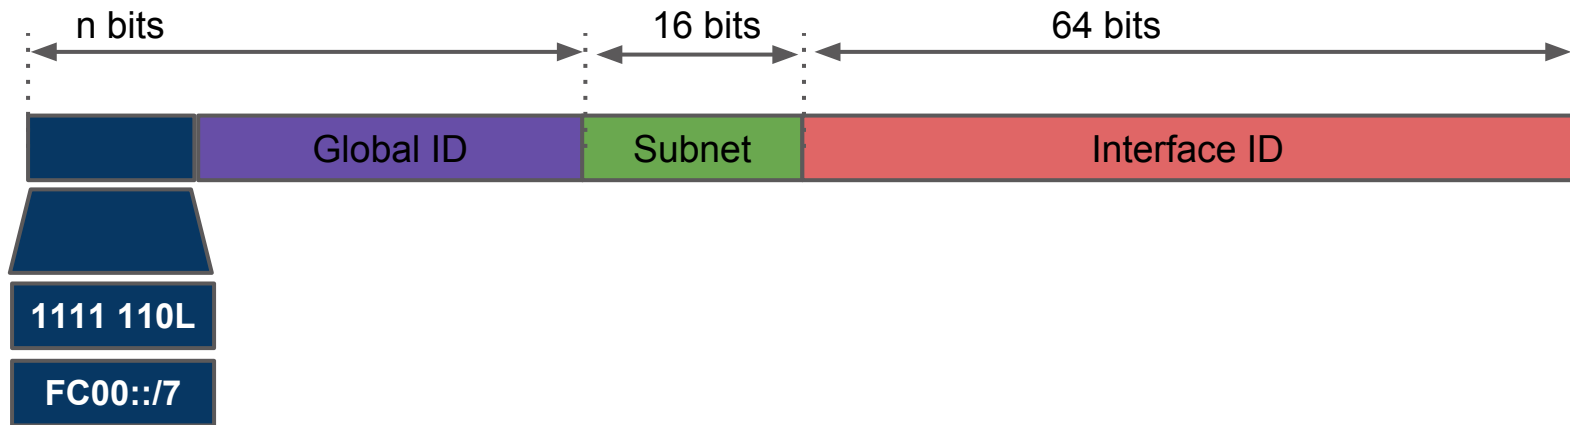 n bits
16 bits
64 bits
Global ID
Subnet
Interface ID
1111 110L
FC00::/7